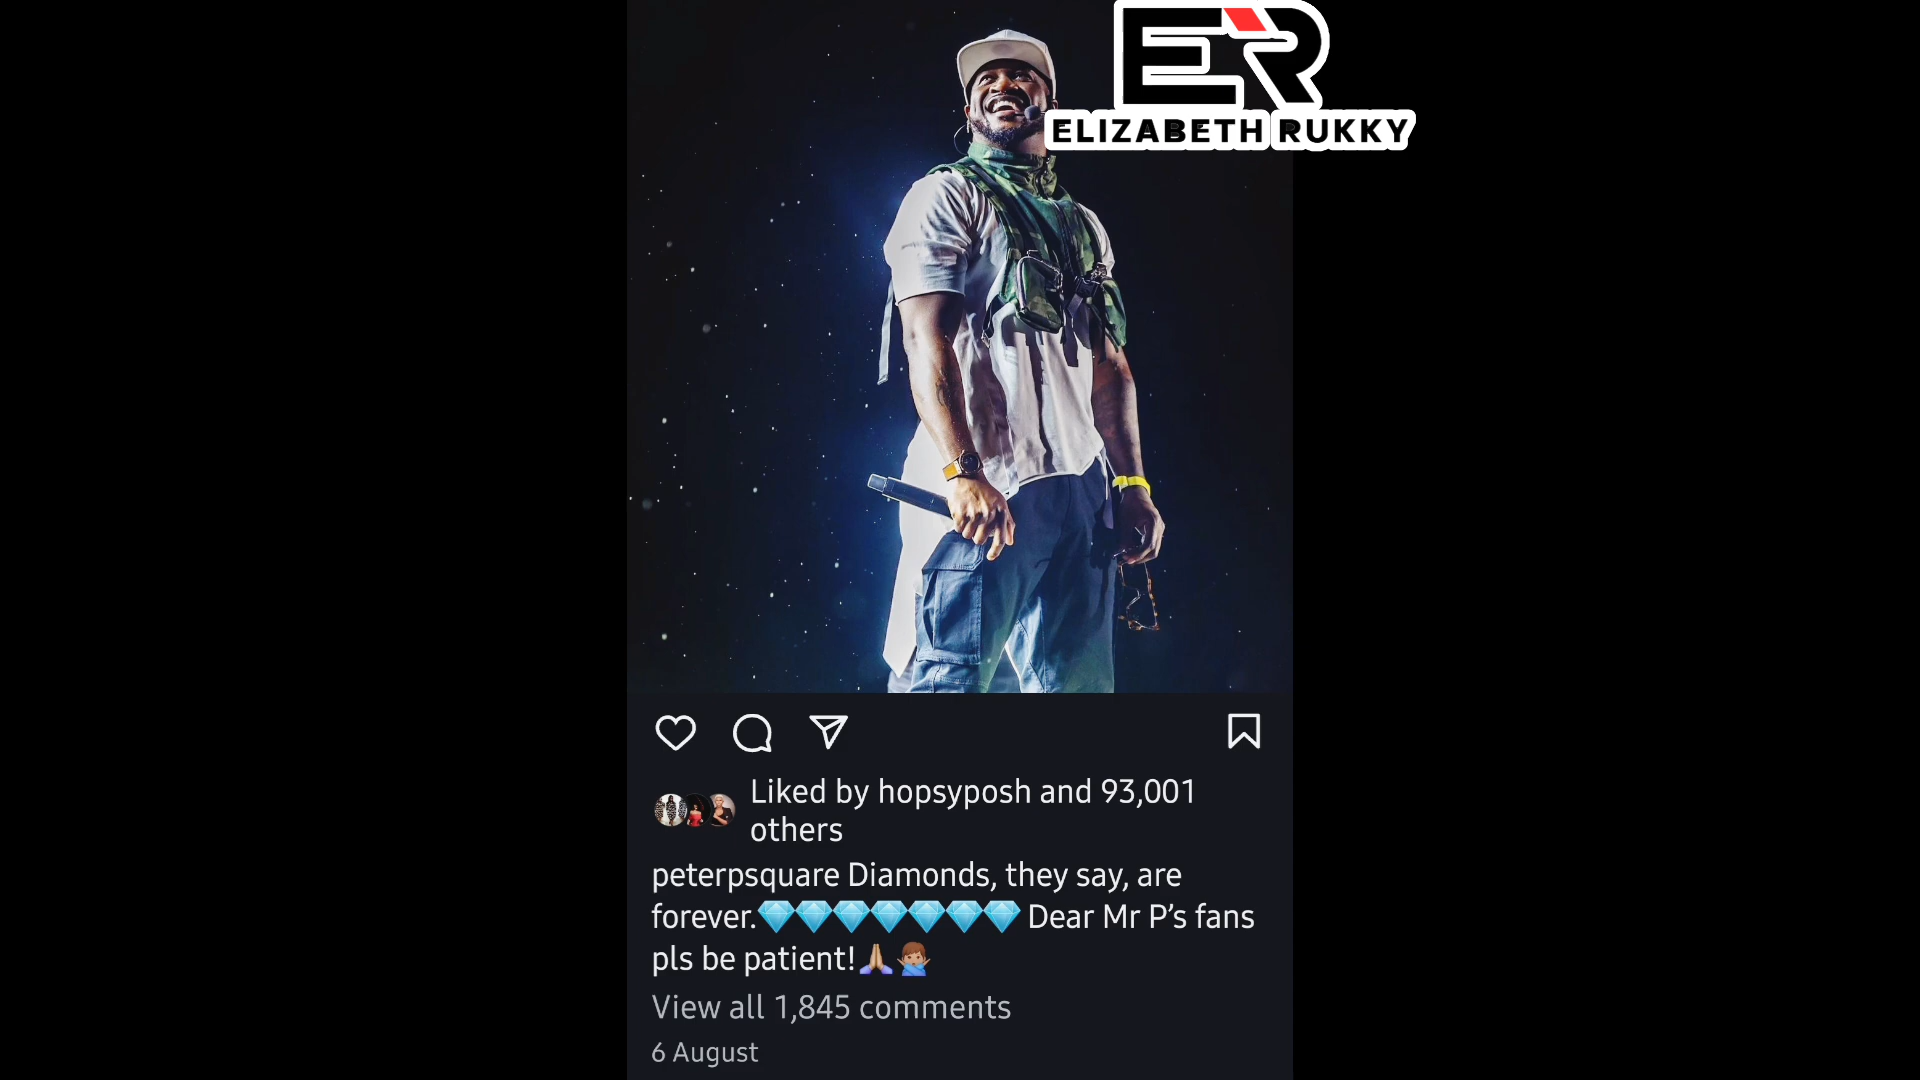 ER
ELIZABETH RUKKY
Liked by hopsyposh and 93,001
others
peterpsquare Diamonds, they say, are
forever.💎💎💎💎💎💎💎 Dear Mr P’s fans
pls be patient!🙏🏽🙅🏽‍♂️
View all 1,845 comments
6 August